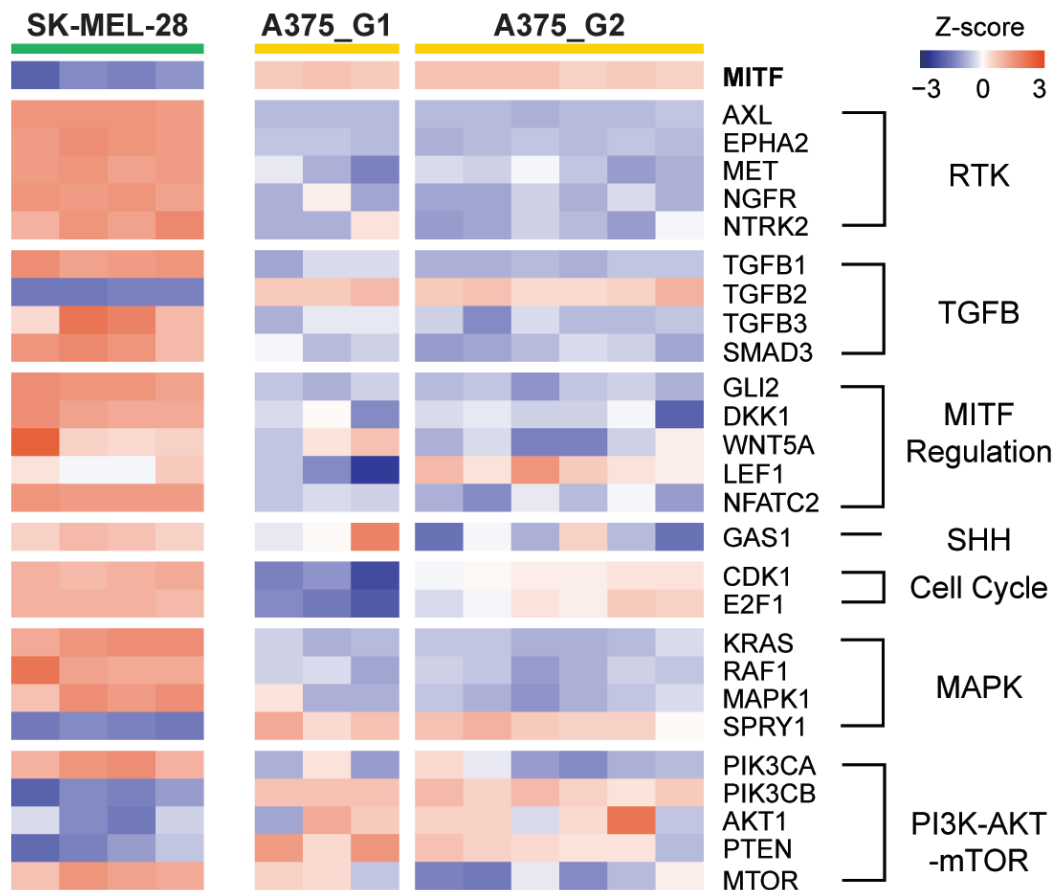 SK-MEL-28 A375_G1 A375_G2 Z-score
−3 0 3
MITF
AXL
EPHA2
MET
NGFR
NTRK2
RTK
TGFB1
TGFB2
TGFB3
SMAD3
TGFB
GLI2
DKK1
WNT5A
LEF1
NFATC2
MITF
Regulation
GAS1
SHH
CDK1
E2F1
Cell Cycle
KRAS
RAF1
MAPK1
SPRY1
MAPK
PIK3CA
PIK3CB
AKT1
PTEN
MTOR
PI3K-AKT
-mTOR